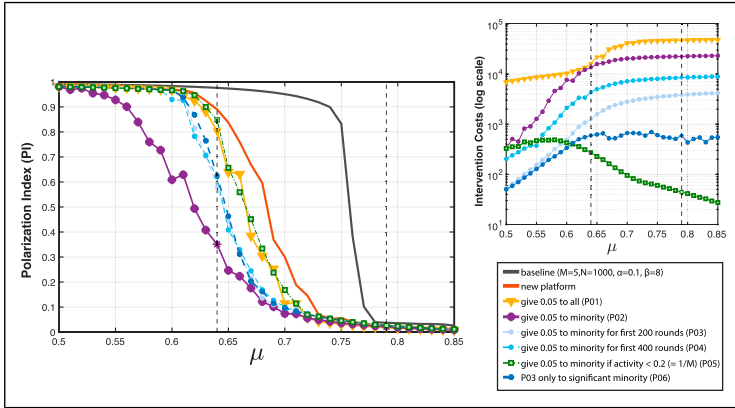 Polarization Index (PI)
1
0.9
0.8
0.7
0.6
0.5
0.4
0.3
0.2
0.1
0
0.5
0.55
0.6
0.65
0.7
0.75
0.8
0.85
μ
Intervention Costs (log scale)
10^5
10^4
10^3
10^2
10^1
0.5
0.55
0.6
0.65
0.7
0.75
0.8
0.85
μ
baseline (M=5,N=1000, α=0.1, β=8)
new platform
give 0.05 to all (P01)
give 0.05 to minority (P02)
give 0.05 to minority for first 200 rounds (P03)
give 0.05 to minority for first 400 rounds (P04)
give 0.05 to minority if activity < 0.2 (= 1/M) (P05)
P03 only to significant minority (P06)